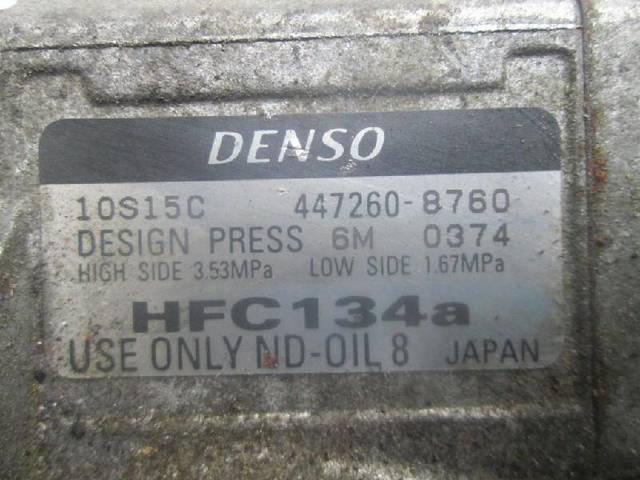 DENSO
10S15C 447260-8760
DESIGN PRESS 6M 0374
HIGH SIDE 3.53MPa LOW SIDE 1.67MPa
HFC134a
USE ONLY ND-OIL 8 JAPAN